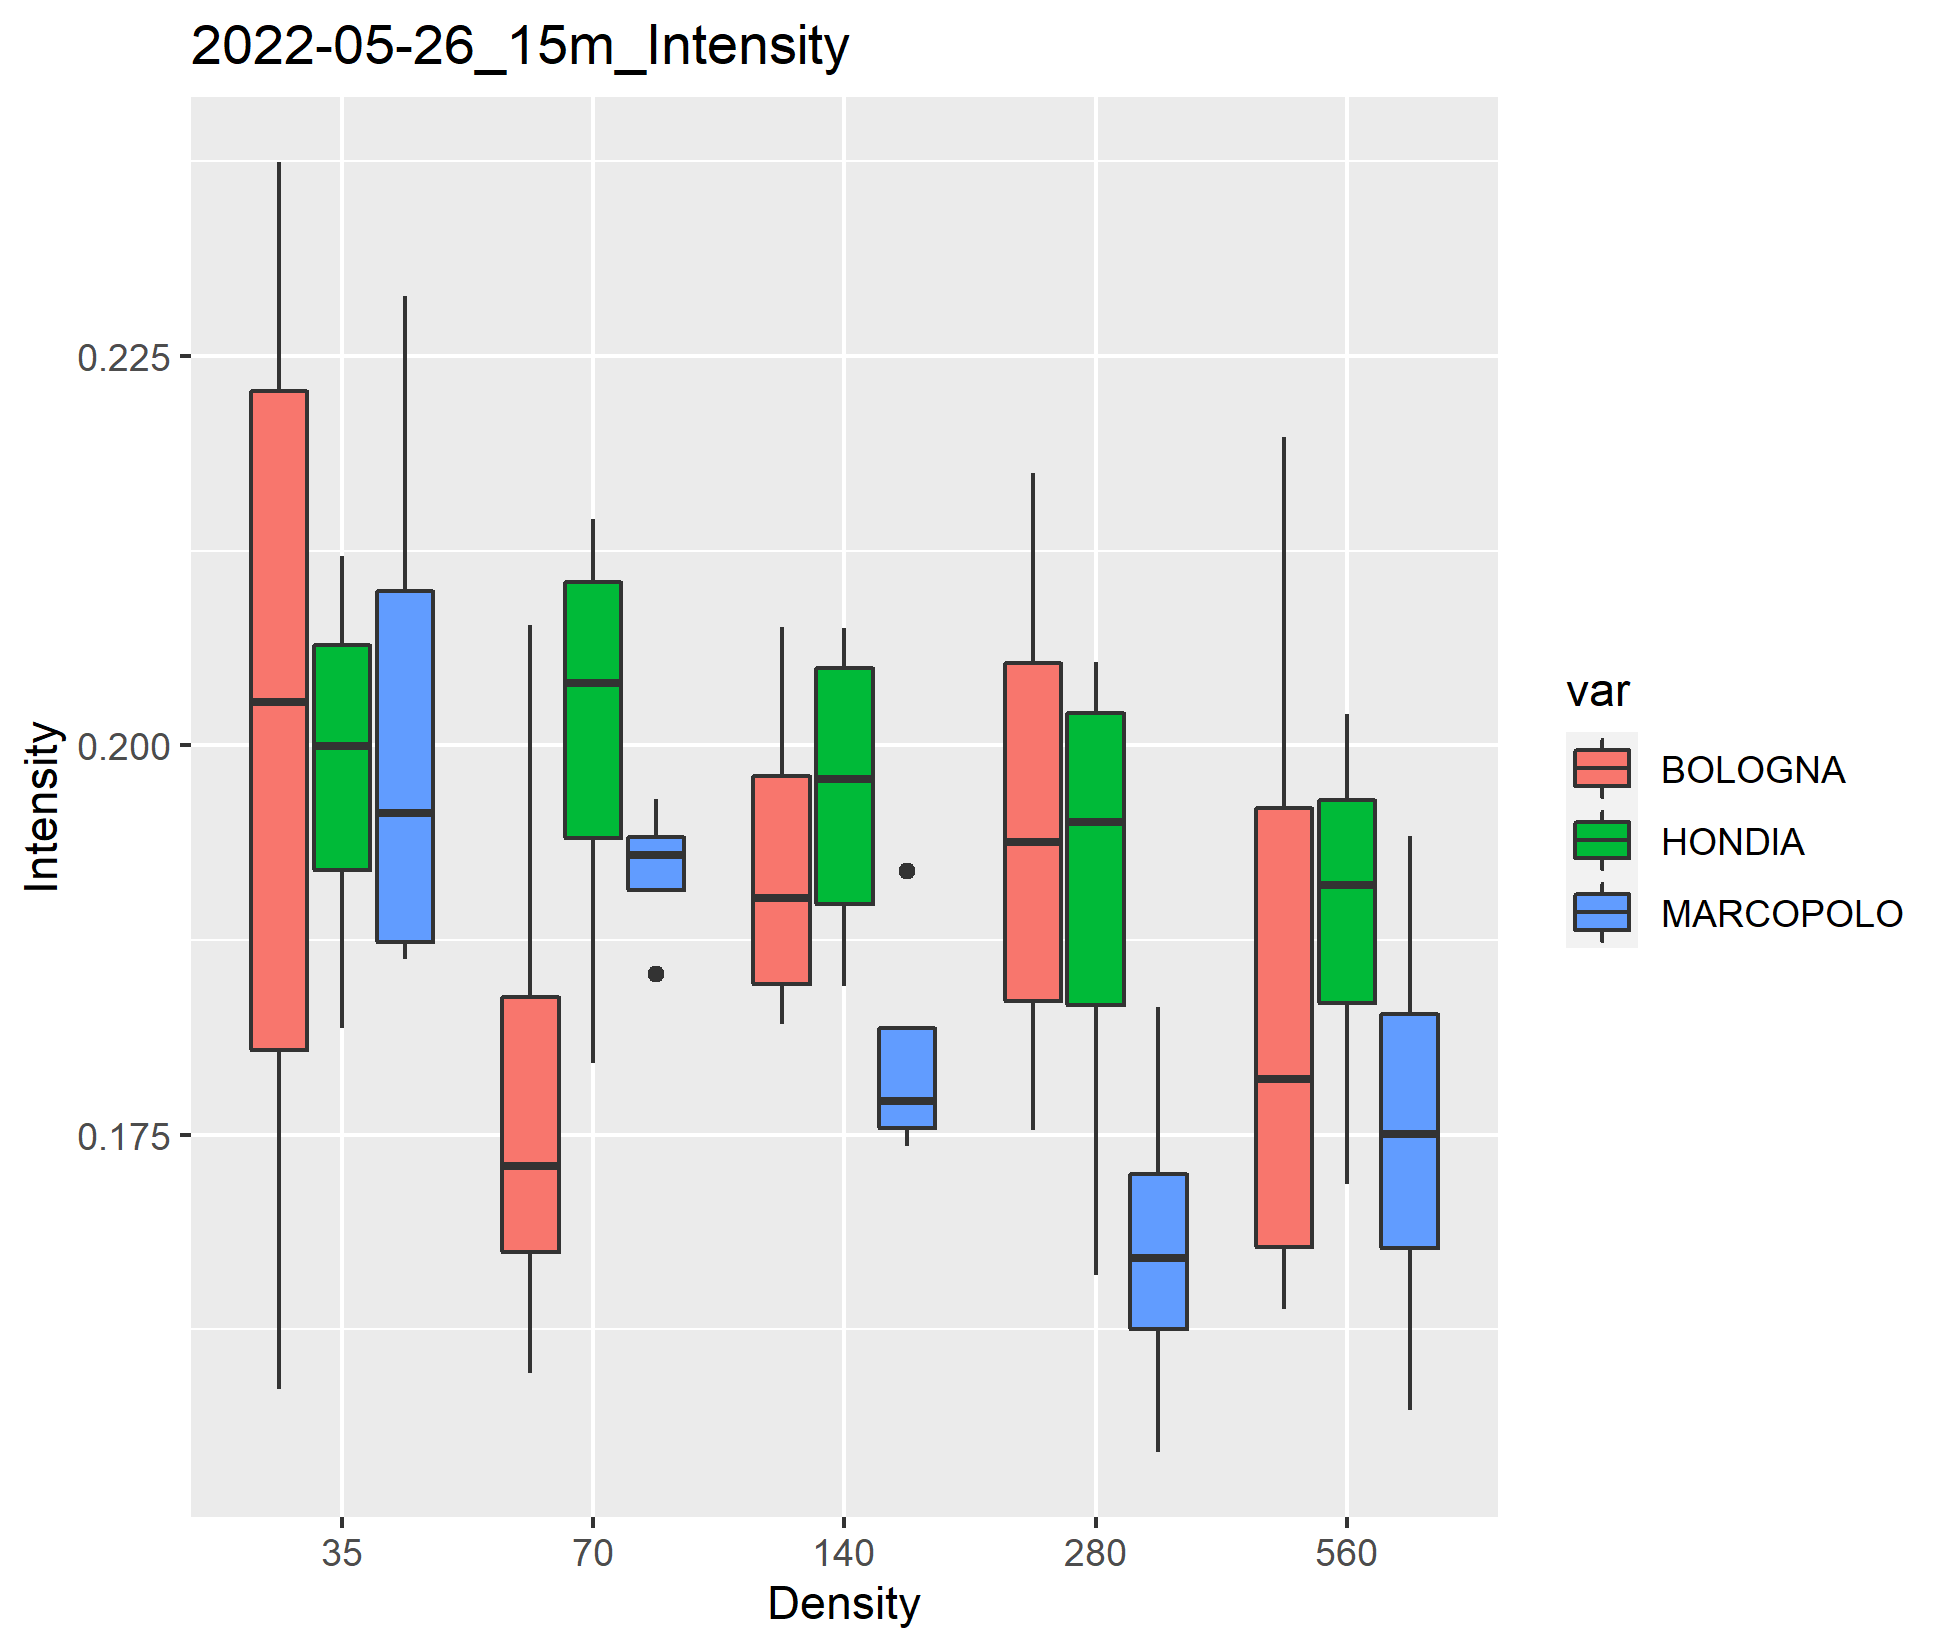 2022-05-26_15m_Intensity
Intensity
0.225
0.200
0.175
35 70 140 280 560
Density
var
BOLOGNA
HONDIA
MARCOPOLO